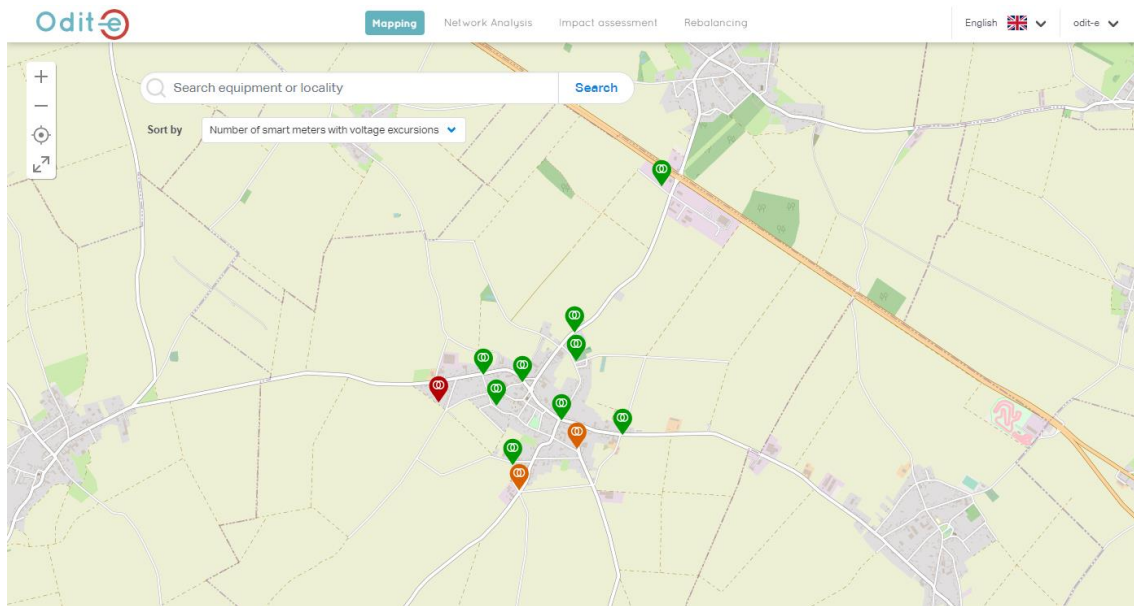 Odit-e
Mapping
Network Analysis
Impact assessment
Rebalancing
English
odit-e
Search equipment or locality
Search
Sort by
Number of smart meters with voltage excursions